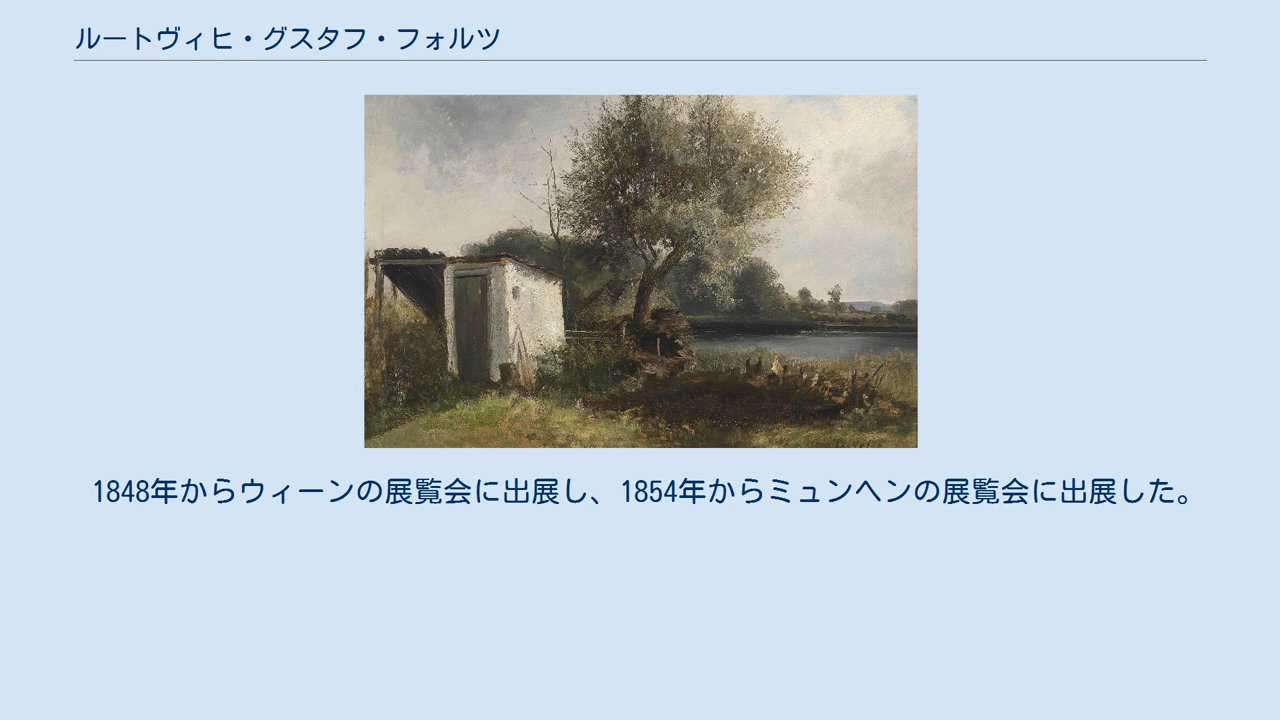 ルートヴィヒ・グスタフ・フォルツ
1848年からウィーンの展覧会に出展し、1854年からミュンヘンの展覧会に出展した。